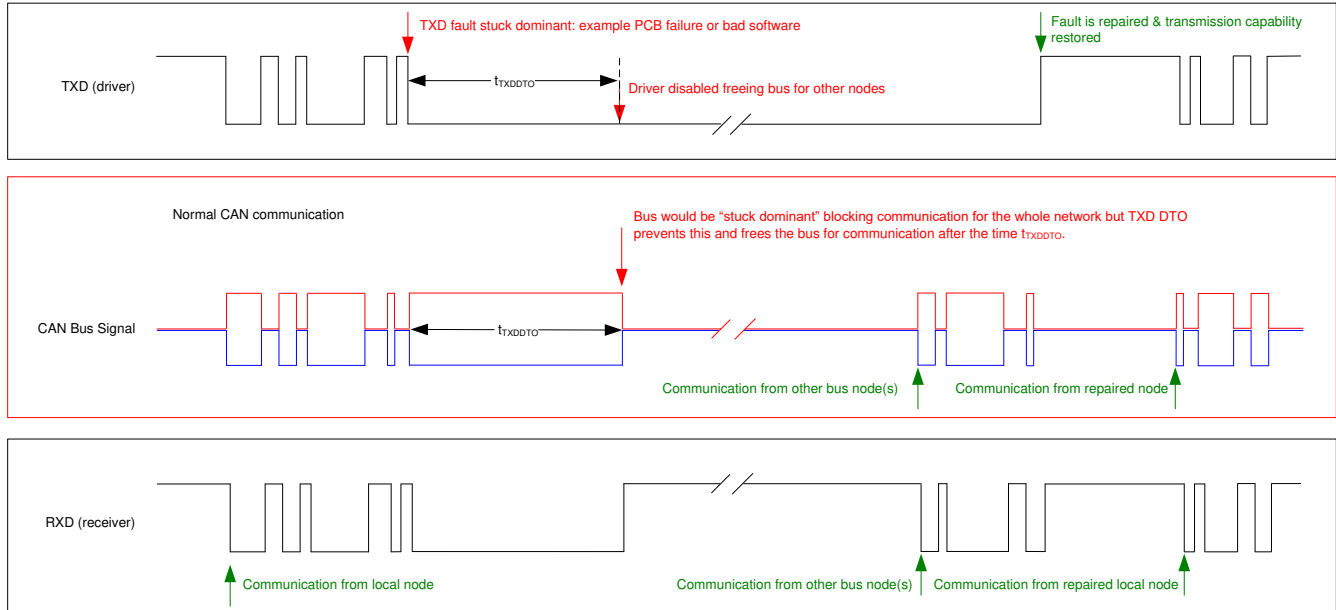 TXD fault stuck dominant: example PCB failure or bad software
Fault is repaired & transmission capability
restored
TXD (driver)
tTXDDTO
Driver disabled freeing bus for other nodes
Normal CAN communication
Bus would be “stuck dominant” blocking communication for the whole network but TXD DTO
prevents this and frees the bus for communication after the time tTXDDTO.
CAN Bus Signal
tTXDDTO
Communication from other bus node(s)
Communication from repaired node
RXD (receiver)
Communication from local node
Communication from other bus node(s)
Communication from repaired local node